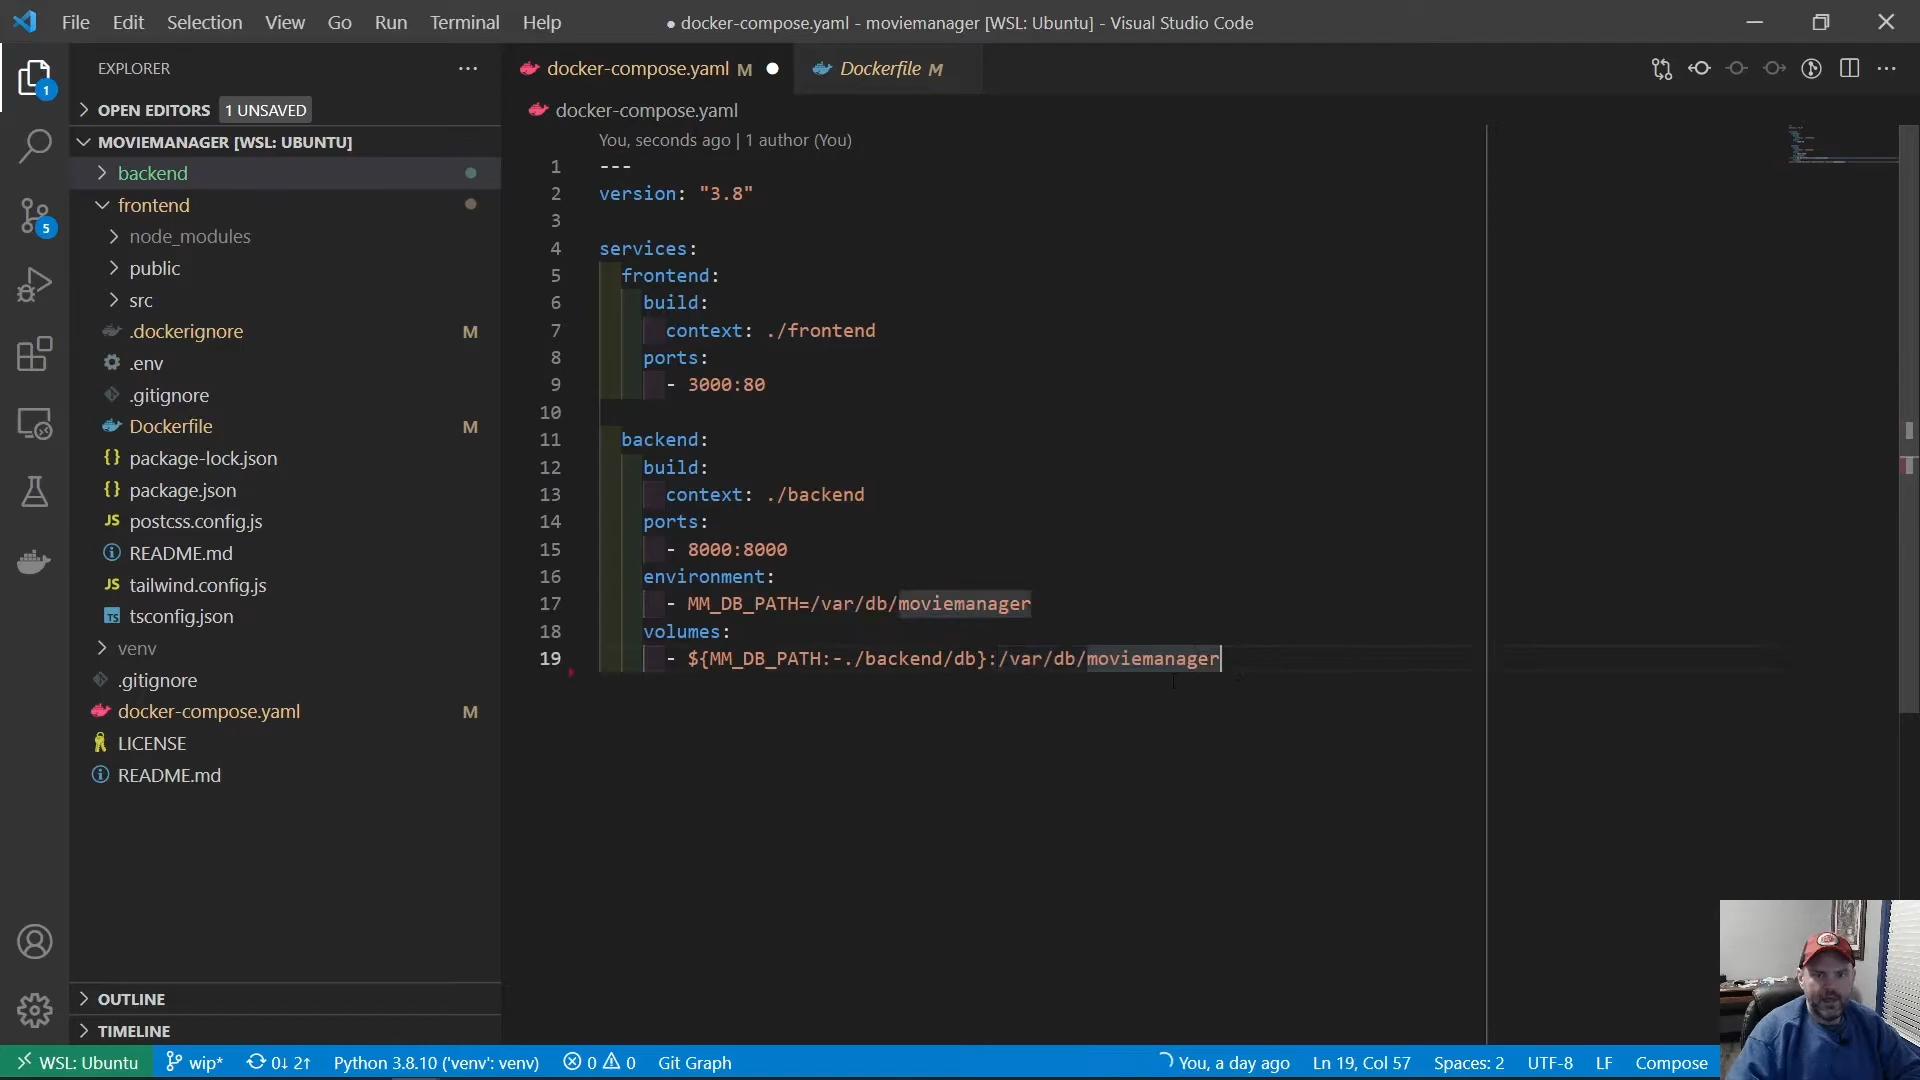 File Edit Selection View Go Run Terminal Help
● docker-compose.yaml - moviemanager [WSL: Ubuntu] - Visual Studio Code
EXPLORER
OPEN EDITORS 1 UNSAVED
MOVIEMANAGER [WSL: UBUNTU]
backend
frontend
node_modules
public
src
.dockerignore M
.env
.gitignore
Dockerfile M
package-lock.json
package.json
JS postcss.config.js
README.md
JS tailwind.config.js
TS tsconfig.json
venv
.gitignore
docker-compose.yaml M
LICENSE
README.md
OUTLINE
TIMELINE
1
5
docker-compose.yaml M
Dockerfile M
docker-compose.yaml
You, seconds ago | 1 author (You)
1 ---
2 version: "3.8"
3
4 services:
5 frontend:
6 build:
7 context: ./frontend
8 ports:
9 - 3000:80
10
11 backend:
12 build:
13 context: ./backend
14 ports:
15 - 8000:8000
16 environment:
17 - MM_DB_PATH=/var/db/moviemanager
18 volumes:
19 - ${MM_DB_PATH:-./backend/db}:/var/db/moviemanager
WSL: Ubuntu wip* 0↓ 2↑ Python 3.8.10 ('venv': venv) 0 0 Git Graph You, a day ago Ln 19, Col 57 Spaces: 2 UTF-8 LF Compose